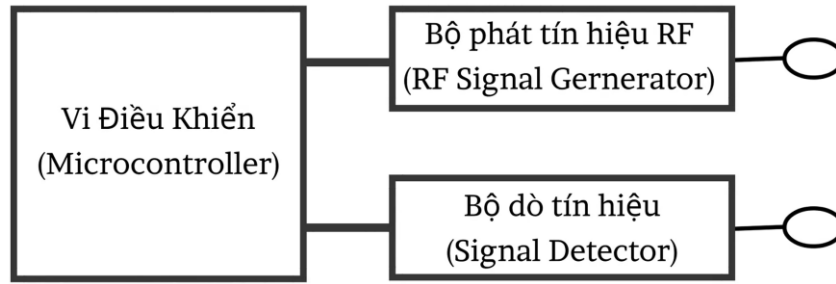 Vi Điều Khiển
(Microcontroller)
Bộ phát tín hiệu RF
(RF Signal Gernerator)
Bộ dò tín hiệu
(Signal Detector)